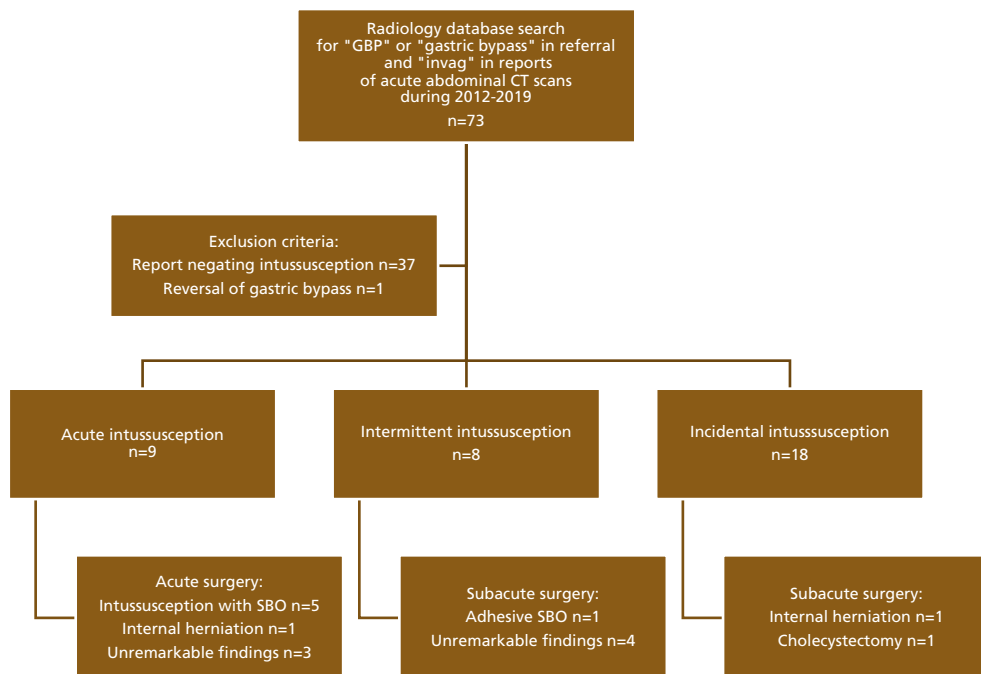 Radiology database search
for "GBP" or "gastric bypass" in referral
and "invag" in reports
of acute abdominal CT scans
during 2012-2019
n=73
Exclusion criteria:
Report negating intussusception n=37
Reversal of gastric bypass n=1
Acute intussusception
n=9
Intermittent intussusception
n=8
Incidental intusssusception
n=18
Acute surgery:
Intussusception with SBO n=5
Internal herniation n=1
Unremarkable findings n=3
Subacute surgery:
Adhesive SBO n=1
Unremarkable findings n=4
Subacute surgery:
Internal herniation n=1
Cholecystectomy n=1